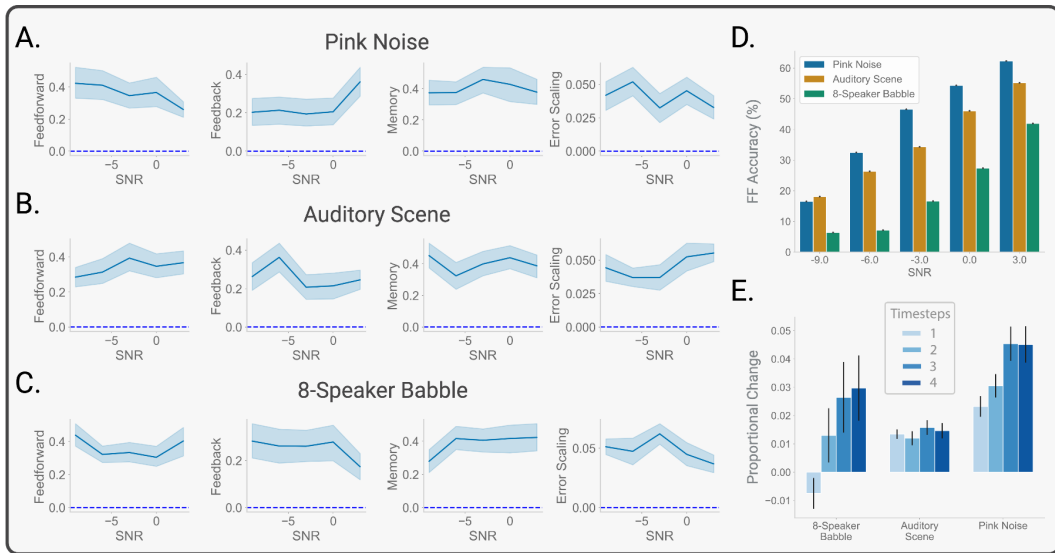 A.
Pink Noise
Feedforward
0.4
0.2
0.0
−5
0
SNR
Feedback
0.4
0.2
0.0
−5
0
SNR
Memory
0.4
0.2
0.0
−5
0
SNR
Error Scaling
0.050
0.025
0.000
−5
0
SNR
B.
Auditory Scene
Feedforward
0.4
0.2
0.0
−5
0
SNR
Feedback
0.4
0.2
0.0
−5
0
SNR
Memory
0.4
0.2
0.0
−5
0
SNR
Error Scaling
0.050
0.025
0.000
−5
0
SNR
C.
8-Speaker Babble
Feedforward
0.4
0.2
0.0
−5
0
SNR
Feedback
0.2
0.0
−5
0
SNR
Memory
0.4
0.2
0.0
−5
0
SNR
Error Scaling
0.05
0.00
−5
0
SNR
D.
Pink Noise
Auditory Scene
8-Speaker Babble
FF Accuracy (%)
60
50
40
30
20
10
0
-9.0
-6.0
-3.0
0.0
3.0
SNR
E.
Timesteps
1
2
3
4
Proportional Change
0.05
0.04
0.03
0.02
0.01
0.00
−0.01
8-Speaker
Babble
Auditory
Scene
Pink Noise